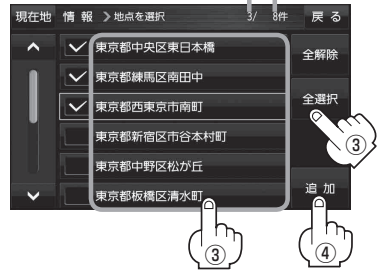 現在地 情 報 ＞地点を選択 3/ 8件 戻 る
東京都中央区東日本橋
全解除
東京都練馬区南田中
東京都西東京市南町
全選択
③
東京都新宿区市谷本村町
東京都中野区松が丘
東京都板橋区清水町
追 加
③
④